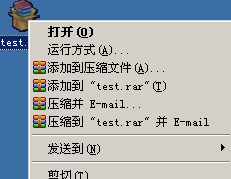 test.
打开(O)
运行方式(A)...
添加到压缩文件(A)...
添加到 "test.rar"(T)
压缩并 E-mail...
压缩到 "test.rar" 并 E-mail
发送到(N)
剪切(T)